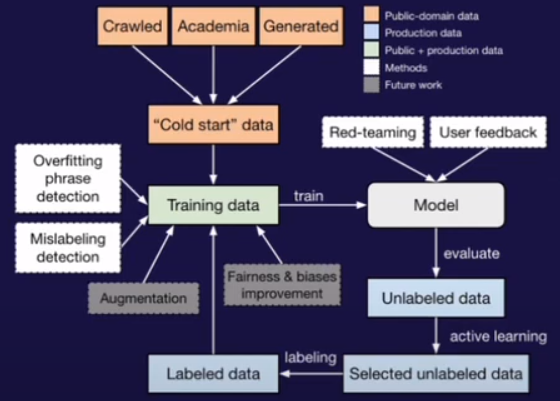 Crawled
Academia
Generated
Public-domain data
Production data
Public + production data
Methods
Future work
"Cold start" data
Red-teaming
User feedback
Overfitting
phrase
detection
Training data
train
Model
Mislabeling
detection
evaluate
Augmentation
Fairness & biases
improvement
Unlabeled data
active learning
Labeled data
labeling
Selected unlabeled data